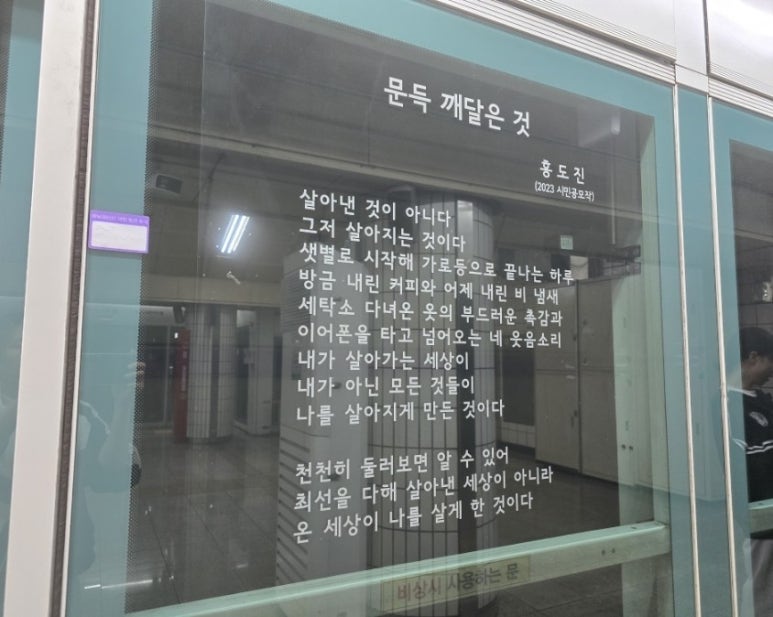 문득 깨달은 것
홍도진
(2023 시민공모작)
살아낸 것이 아니다
그저 살아지는 것이다
샛별로 시작해 가로등으로 끝나는 하루
방금 내린 커피와 어제 내린 비 냄새
세탁소 다녀온 옷의 부드러운 촉감과
이어폰을 타고 넘어오는 네 웃음소리
내가 살아가는 세상이
내가 아닌 모든 것들이
나를 살아지게 만든 것이다
천천히 둘러보면 알 수 있어
최선을 다해 살아낸 세상이 아니라
온 세상이 나를 살게 한 것이다
비상시 사용하는 문